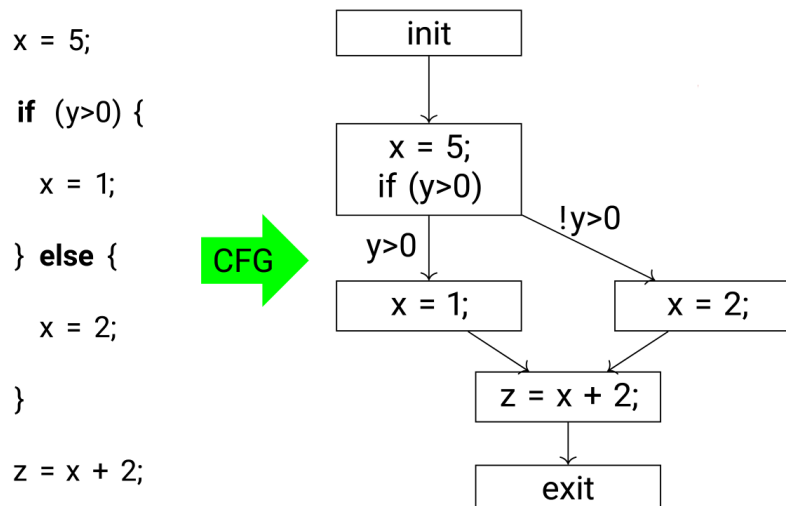 x = 5;
if (y>0) {
x = 1;
} else {
x = 2;
}
z = x + 2;
CFG
init
x = 5;
if (y>0)
y>0
!y>0
x = 1;
x = 2;
z = x + 2;
exit